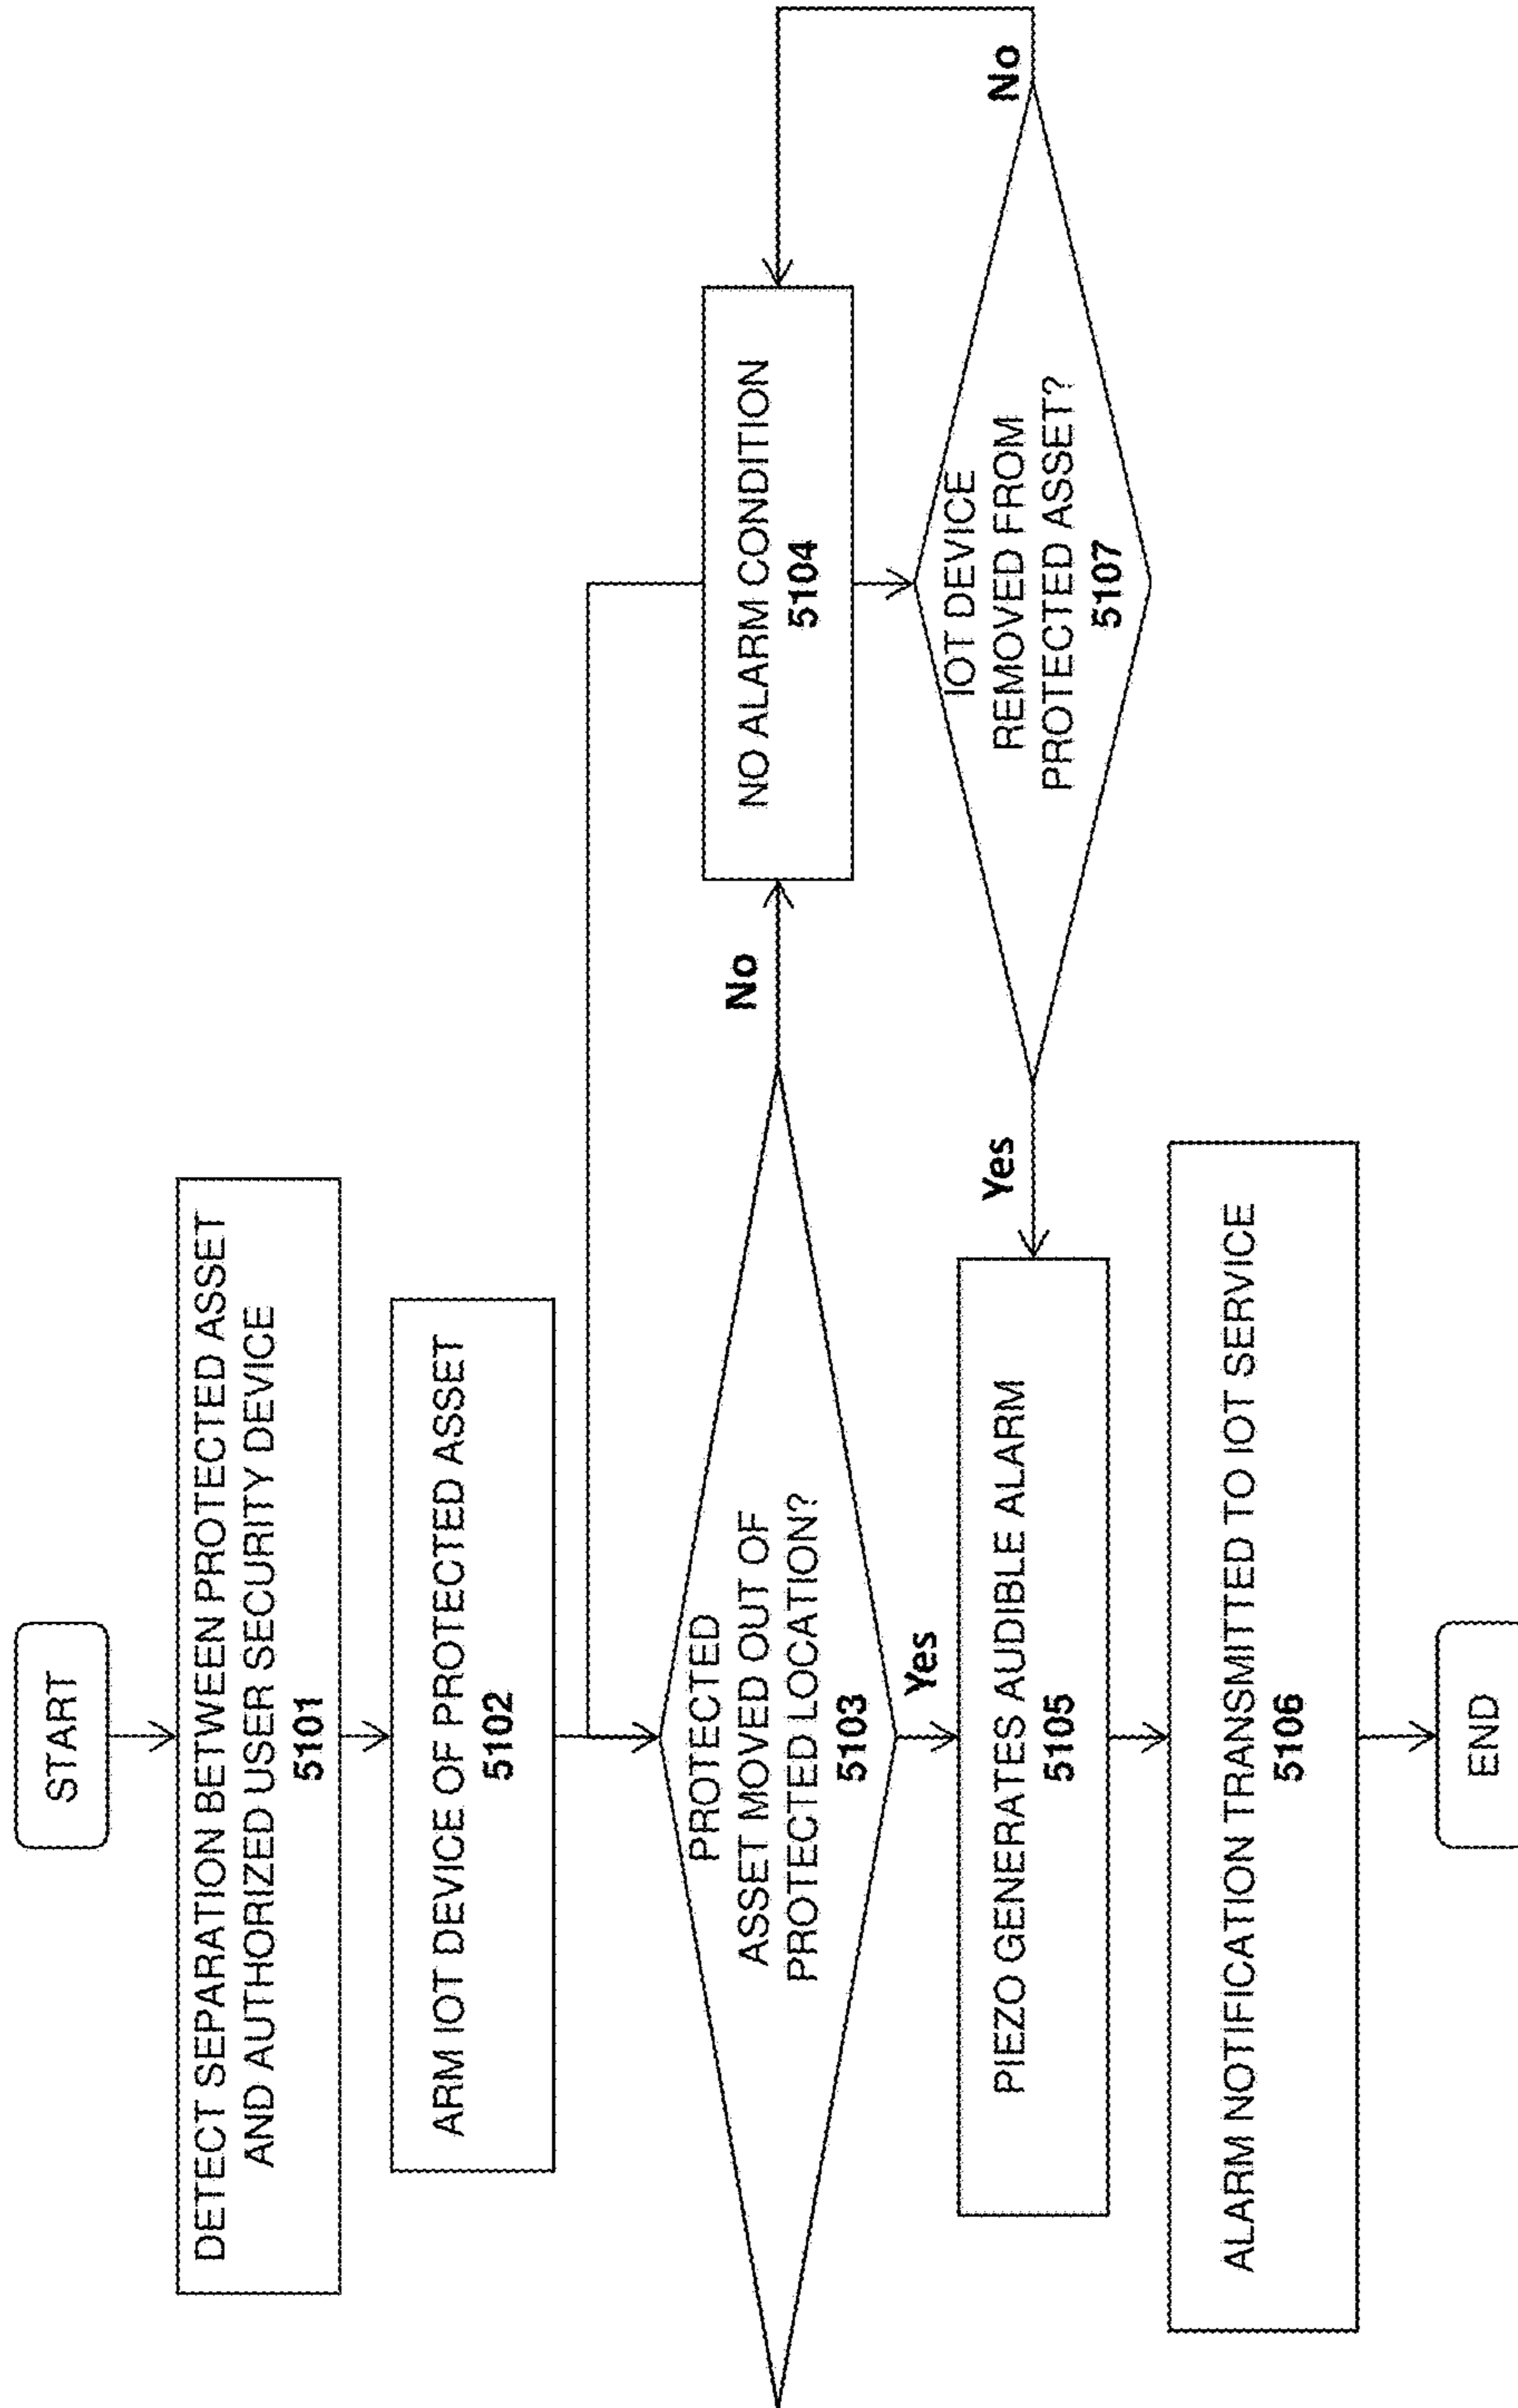 START
DETECT SEPARATION BETWEEN PROTECTED ASSET
AND AUTHORIZED USER SECURITY DEVICE
5101
ARM IOT DEVICE OF PROTECTED ASSET
5102
PROTECTED
ASSET MOVED OUT OF
PROTECTED LOCATION?
5103
No
NO ALARM CONDITION
5104
Yes
PIEZO GENERATES AUDIBLE ALARM
5105
Yes
IOT DEVICE
REMOVED FROM
PROTECTED ASSET?
5107
No
ALARM NOTIFICATION TRANSMITTED TO IOT SERVICE
5106
END